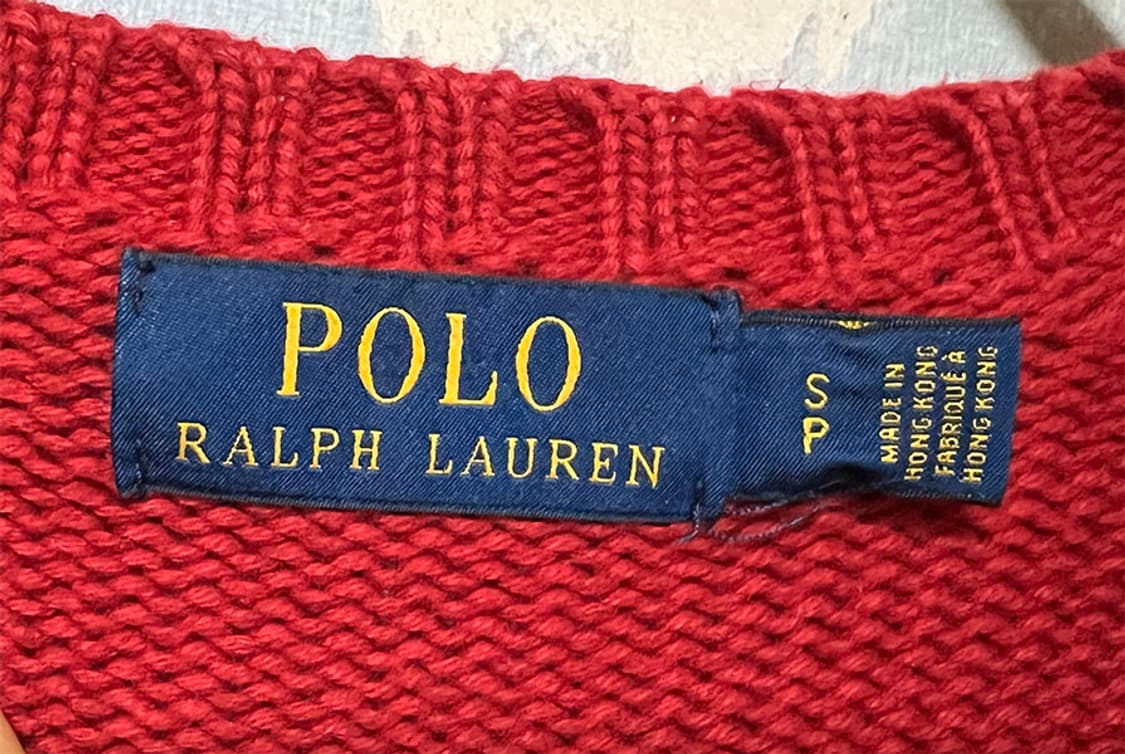 POLO
RALPH LAUREN
S
P
MADE IN
HONG KONG
FABRIQUÉ À
HONG KONG